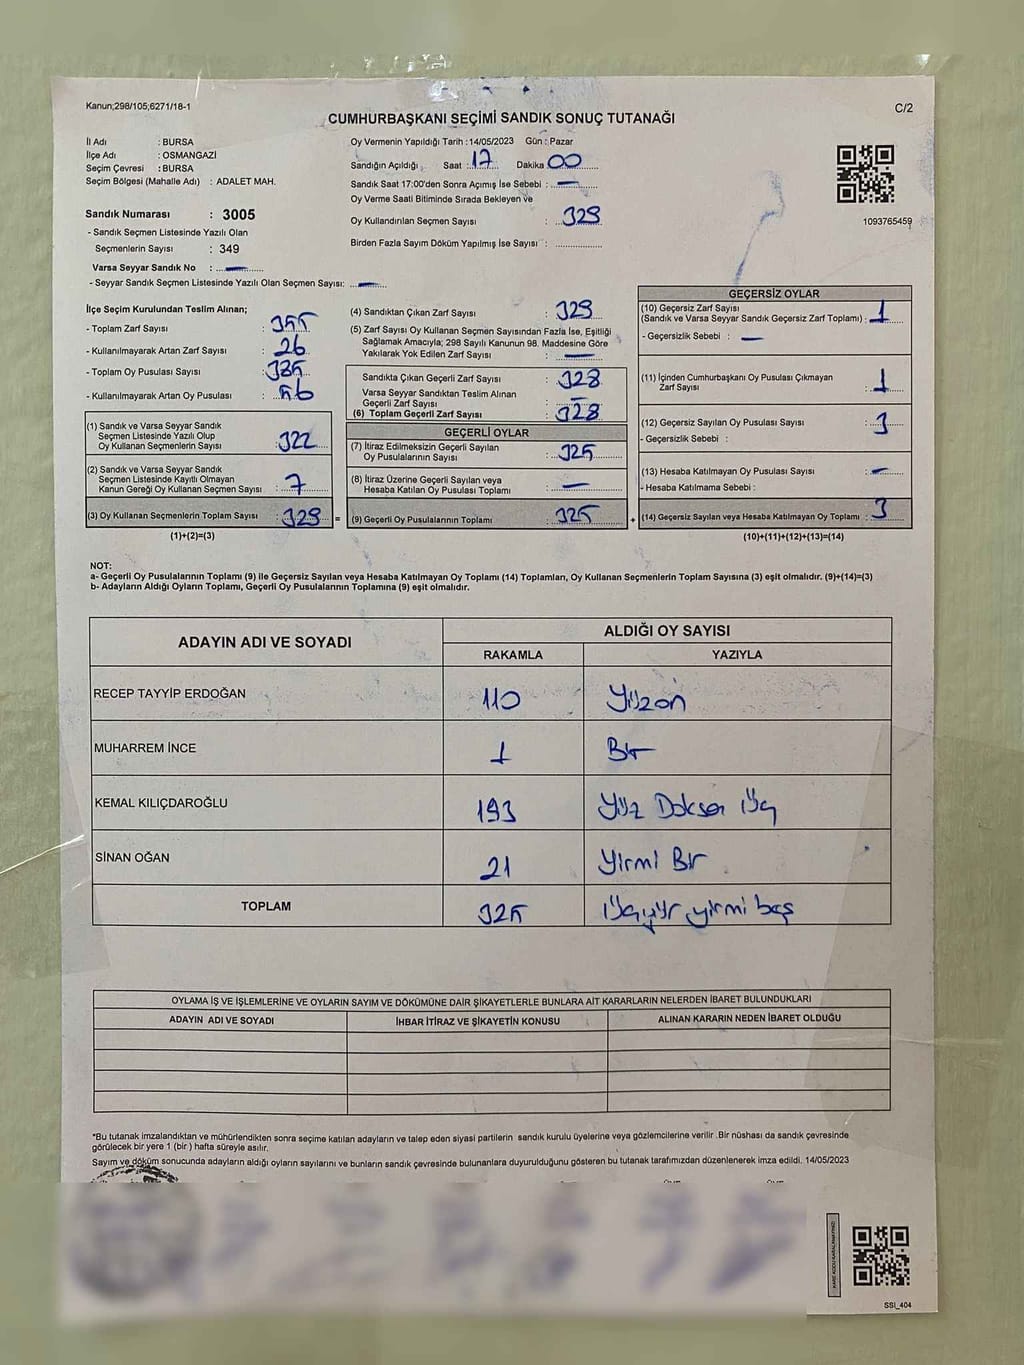 Kanun;298/105;6271/18-1
C/2
CUMHURBAŞKANI SEÇİMİ SANDIK SONUÇ TUTANAĞI
İl Adı : BURSA
İlçe Adı : OSMANGAZİ
Seçim Çevresi : BURSA
Seçim Bölgesi (Mahalle Adı) : ADALET MAH.
Sandık Numarası : 3005
- Sandık Seçmen Listesinde Yazılı Olan
Seçmenlerin Sayısı : 349
Varsa Seyyar Sandık No : —
- Seyyar Sandık Seçmen Listesinde Yazılı Olan Seçmen Sayısı: —
Oy Vermenin Yapıldığı Tarih :14/05/2023 Gün : Pazar
Sandığın Açıldığı Saat : 17 Dakika 00
Sandık Saat 17:00'den Sonra Açımış İse Sebebi : —
Oy Verme Saati Bitiminde Sırada Bekleyen ve
Oy Kullandırılan Seçmen Sayısı : 329
Birden Fazla Sayım Döküm Yapılmış İse Sayısı :
1093765459
İlçe Seçim Kurulundan Teslim Alınan;
- Toplam Zarf Sayısı : 355
- Kullanılmayarak Artan Zarf Sayısı : 26
- Toplam Oy Pusulası Sayısı : 385
- Kullanılmayarak Artan Oy Pusulası : 56
(1) Sandık ve Varsa Seyyar Sandık
Seçmen Listesinde Yazılı Olup
Oy Kullanan Seçmenlerin Sayısı : 322
(2) Sandık ve Varsa Seyyar Sandık
Seçmen Listesinde Kayıtlı Olmayan
Kanun Gereği Oy Kullanan Seçmen Sayısı : 7
(3) Oy Kullanan Seçmenlerin Toplam Sayısı : 329 =
(1)+(2)=(3)
(4) Sandıktan Çıkan Zarf Sayısı : 329
(5) Zarf Sayısı Oy Kullanan Seçmen Sayısından Fazla İse, Eşitliği
Sağlamak Amacıyla; 298 Sayılı Kanunun 98. Maddesine Göre
Yakılarak Yok Edilen Zarf Sayısı : —
Sandıkta Çıkan Geçerli Zarf Sayısı : 328
Varsa Seyyar Sandıktan Teslim Alınan
Geçerli Zarf Sayısı : —
(6) Toplam Geçerli Zarf Sayısı : 328
GEÇERLİ OYLAR
(7) İtiraz Edilmeksizin Geçerli Sayılan
Oy Pusulalarının Sayısı : 325
(8) İtiraz Üzerine Geçerli Sayılan veya
Hesaba Katılan Oy Pusulası Toplamı : —
(9) Geçerli Oy Pusulalarının Toplamı : 325 +
GEÇERSİZ OYLAR
(10) Geçersiz Zarf Sayısı
(Sandık ve Varsa Seyyar Sandık Geçersiz Zarf Toplamı) : 1
- Geçersizlik Sebebi : —
(11) İçinden Cumhurbaşkanı Oy Pusulası Çıkmayan
Zarf Sayısı : 1
(12) Geçersiz Sayılan Oy Pusulası Sayısı : 3
- Geçersizlik Sebebi :
(13) Hesaba Katılmayan Oy Pusulası Sayısı : —
- Hesaba Katılmama Sebebi :
(14) Geçersiz Sayılan veya Hesaba Katılmayan Oy Toplamı : 3
(10)+(11)+(12)+(13)=(14)
NOT:
a- Geçerli Oy Pusulalarının Toplamı (9) ile Geçersiz Sayılan veya Hesaba Katılmayan Oy Toplamı (14) Toplamları, Oy Kullanan Seçmenlerin Toplam Sayısına (3) eşit olmalıdır. (9)+(14)=(3)
b- Adayların Aldığı Oyların Toplamı, Geçerli Oy Pusulalarının Toplamına (9) eşit olmalıdır.
ADAYIN ADI VE SOYADI ALDIĞI OY SAYISI
RAKAMLA YAZIYLA
RECEP TAYYİP ERDOĞAN 110 Yüzon
MUHARREM İNCE 1 Bir
KEMAL KILIÇDAROĞLU 193 Yüz Doksan Üç
SİNAN OĞAN 21 Yirmi Bir
TOPLAM 325 Üçyüz yirmi beş
OYLAMA İŞ VE İŞLEMLERİNE VE OYLARIN SAYIM VE DÖKÜMÜNE DAİR ŞİKAYETLERLE BUNLARA AİT KARARLARIN NELERDEN İBARET BULUNDUKLARI
ADAYIN ADI VE SOYADI İHBAR İTİRAZ VE ŞİKAYETİN KONUSU ALINAN KARARIN NEDEN İBARET OLDUĞU
*Bu tutanak imzalandıktan ve mühürlendikten sonra seçime katılan adayların ve talep eden siyasi partilerin sandık kurulu üyelerine veya gözlemcilerine verilir .Bir nüshası da sandık çevresinde
görülecek bir yere 1 (bir ) hafta süreyle asılır.
Sayım ve döküm sonucunda adayların aldığı oyların sayılarını ve bunların sandık çevresinde bulunanlara duyurulduğunu gösteren bu tutanak tarafımızdan düzenlenerek imza edildi. 14/05/2023
SSI_404